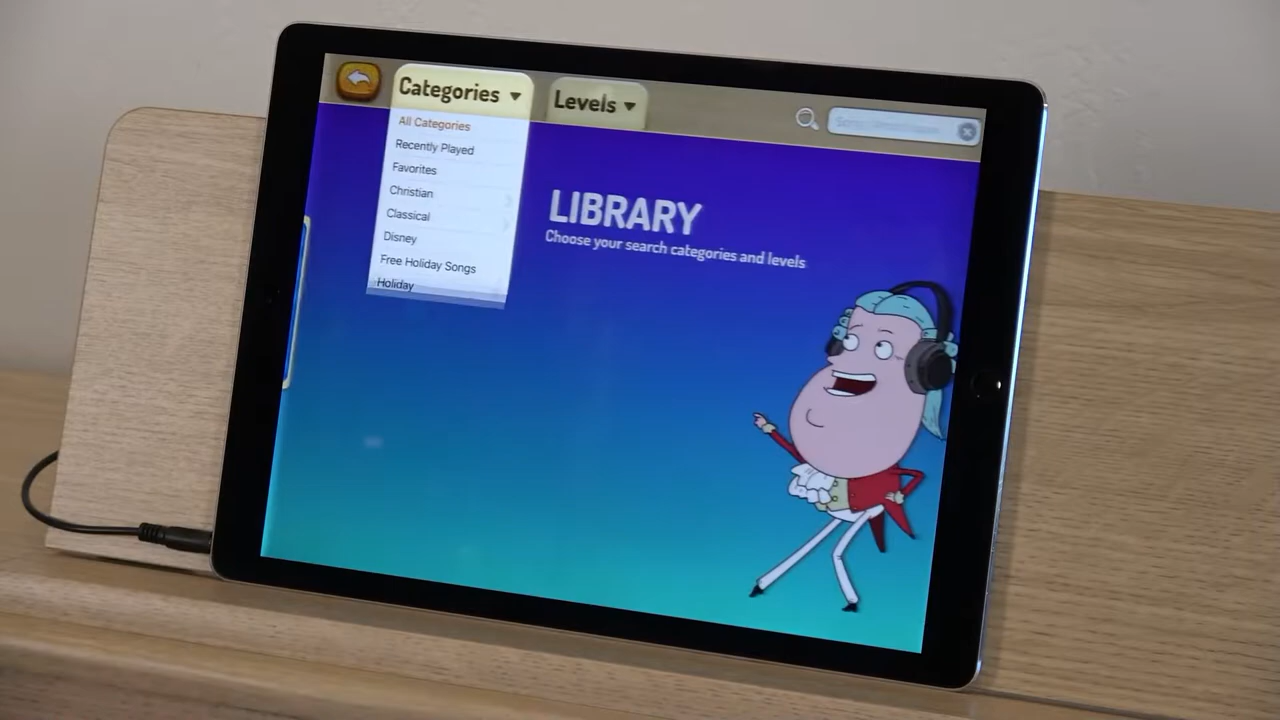 Categories ▼
Levels ▼
All Categories
Recently Played
Favorites
Christian
Classical
Disney
Free Holiday Songs
Holiday
LIBRARY
Choose your search categories and levels